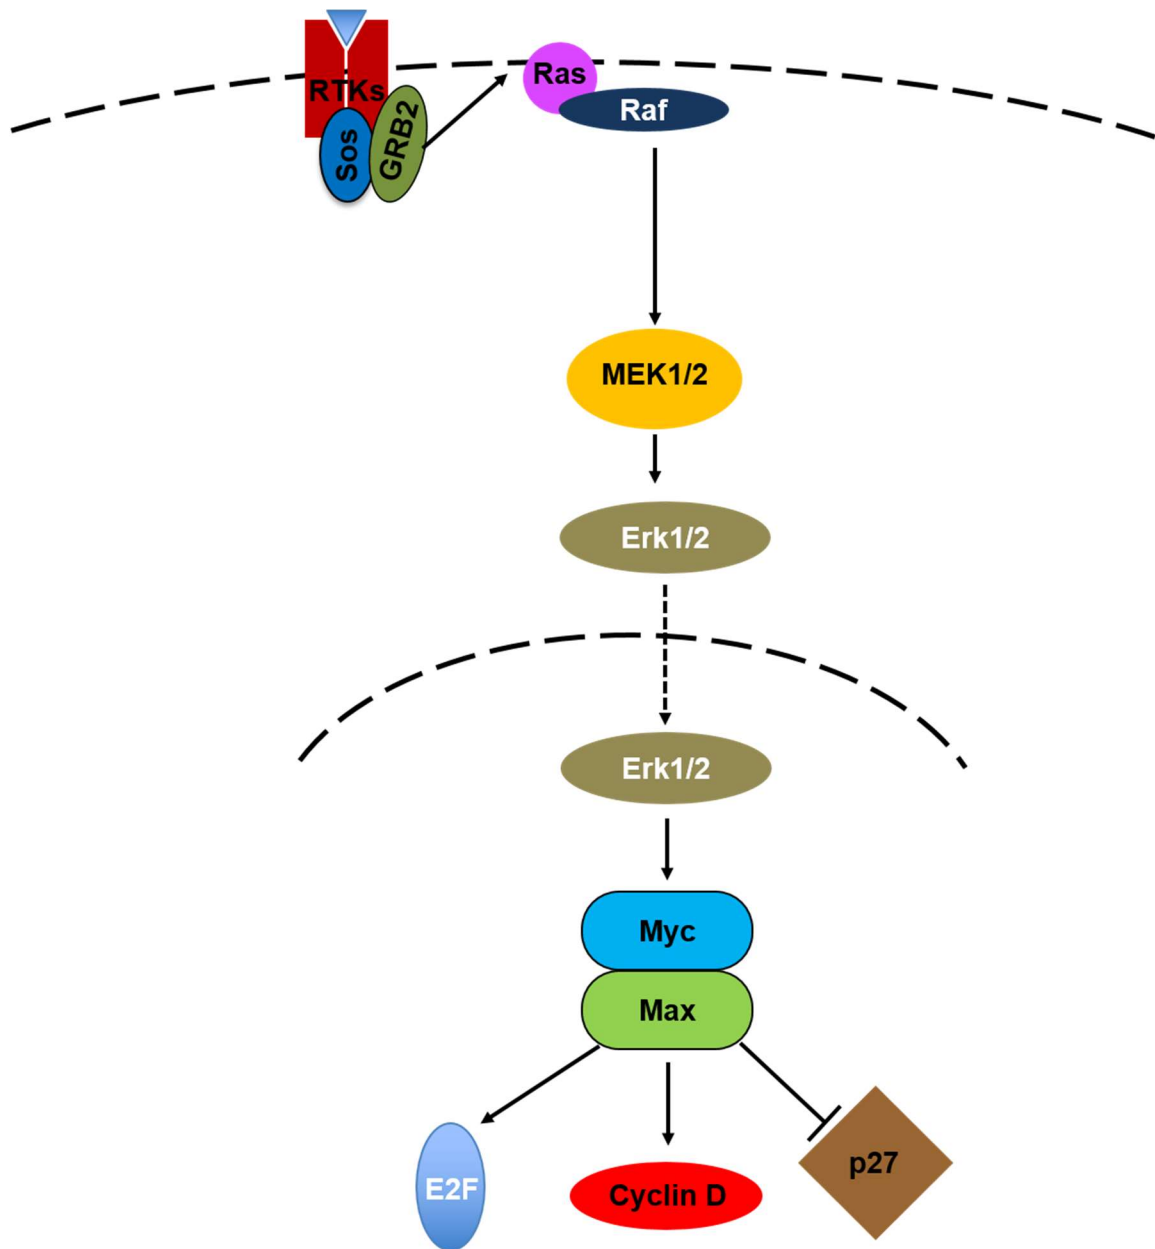 RTKs
Sos
GRB2
Ras
Raf
MEK1/2
Erk1/2
Erk1/2
Myc
Max
E2F
Cyclin D
p27